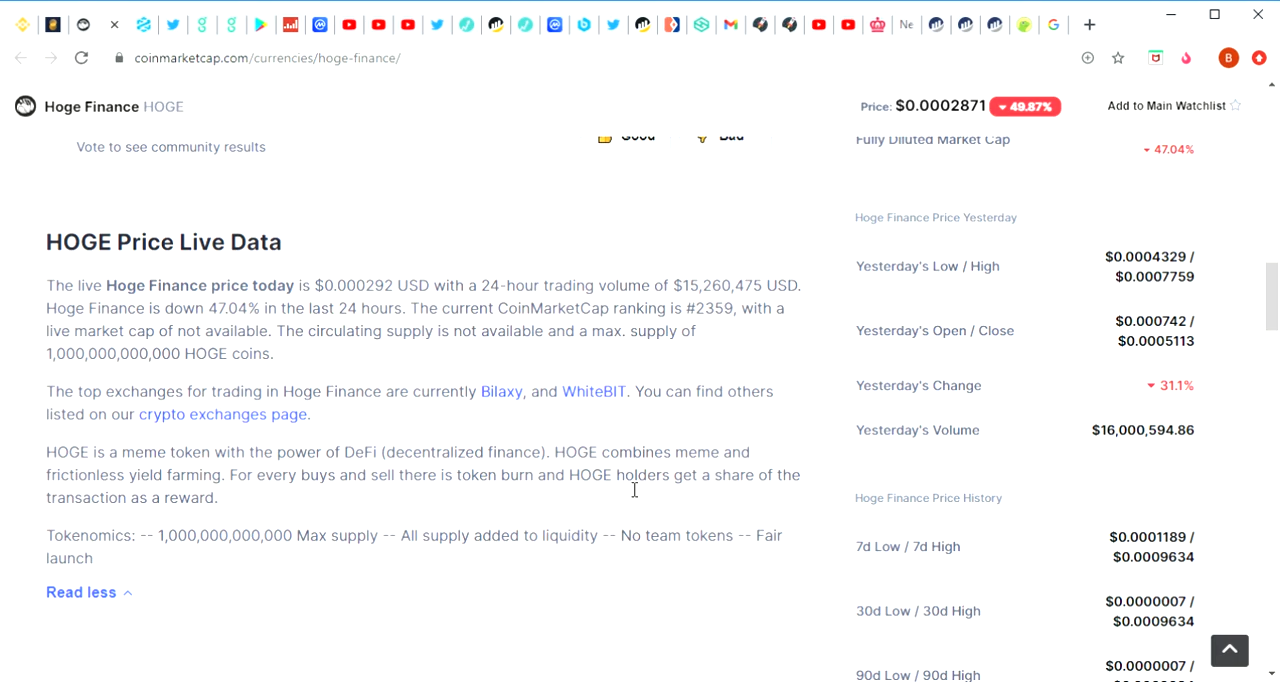 Ne
coinmarketcap.com/currencies/hoge-finance/
B
Hoge Finance HOGE
Price: $0.0002871 49.87%
Add to Main Watchlist
Vote to see community results
Good Bad
Fully Diluted Market Cap
47.04%
HOGE Price Live Data
The live Hoge Finance price today is $0.000292 USD with a 24-hour trading volume of $15,260,475 USD.
Hoge Finance is down 47.04% in the last 24 hours. The current CoinMarketCap ranking is #2359, with a
live market cap of not available. The circulating supply is not available and a max. supply of
1,000,000,000,000 HOGE coins.
The top exchanges for trading in Hoge Finance are currently Bilaxy, and WhiteBIT. You can find others
listed on our crypto exchanges page.
HOGE is a meme token with the power of DeFi (decentralized finance). HOGE combines meme and
frictionless yield farming. For every buys and sell there is token burn and HOGE holders get a share of the
transaction as a reward.
Tokenomics: -- 1,000,000,000,000 Max supply -- All supply added to liquidity -- No team tokens -- Fair
launch
Read less
Hoge Finance Price Yesterday
Yesterday's Low / High
$0.0004329 /
$0.0007759
Yesterday's Open / Close
$0.000742 /
$0.0005113
Yesterday's Change
31.1%
Yesterday's Volume
$16,000,594.86
Hoge Finance Price History
7d Low / 7d High
$0.0001189 /
$0.0009634
30d Low / 30d High
$0.0000007 /
$0.0009634
90d Low / 90d High
$0.0000007 /